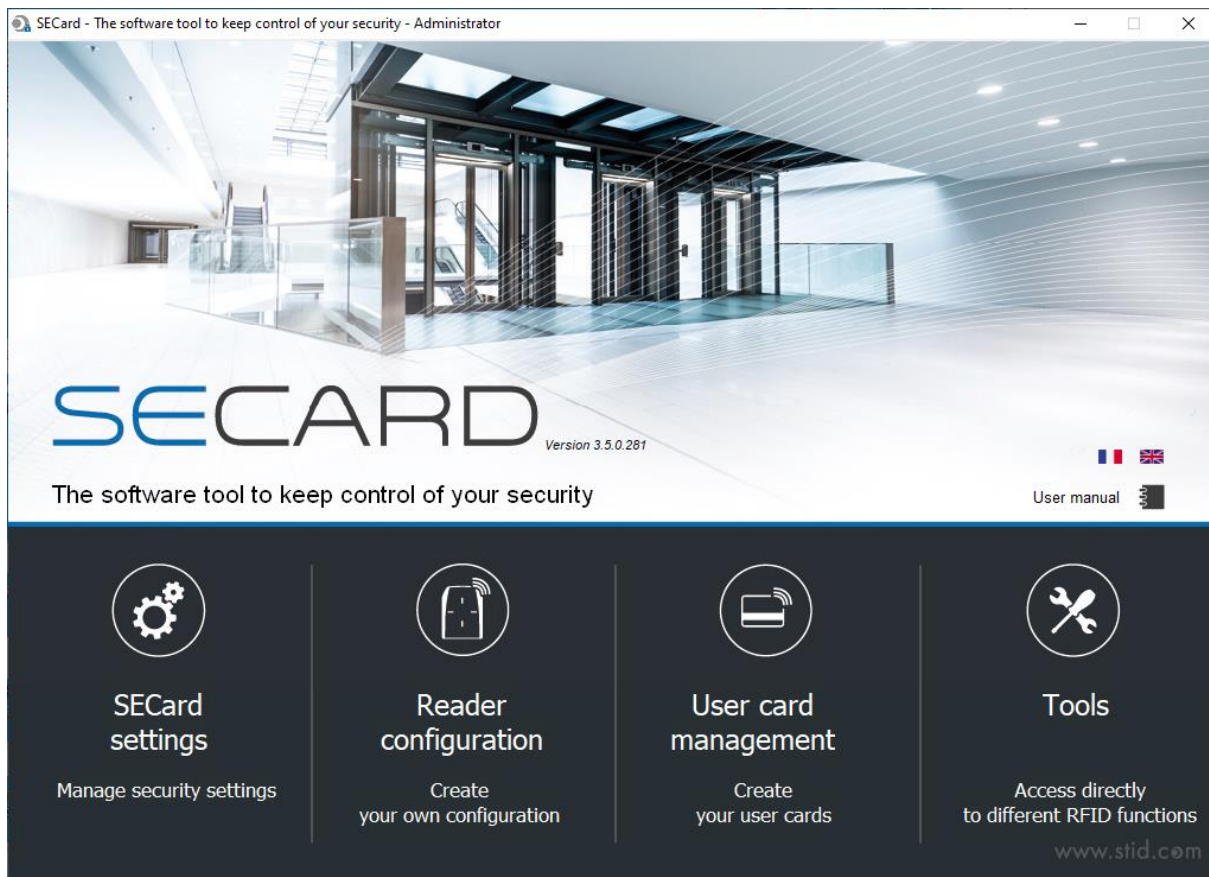 SECard - The software tool to keep control of your security - Administrator
SECARD
Version 3.5.0.281
The software tool to keep control of your security
User manual
SECard
settings
Manage security settings
Reader
configuration
Create
your own configuration
User card
management
Create
your user cards
Tools
Access directly
to different RFID functions
www.stid.com